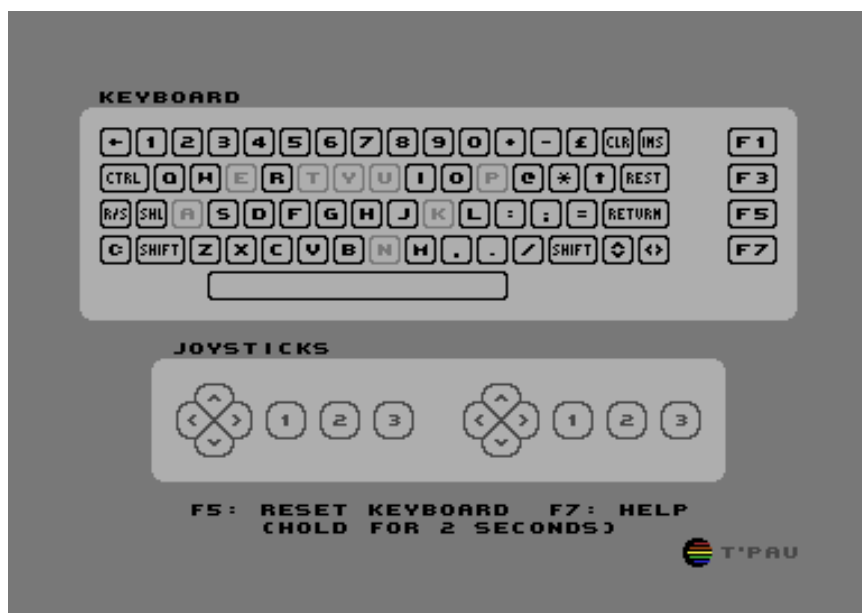 KEYBOARD
← 1 2 3 4 5 6 7 8 9 0 + - £ CLR INS F1
CTRL Q W E R T Y U I O P @ * ↑ REST F3
R/S SHL A S D F G H J K L : ; = RETURN F5
C= SHIFT Z X C V B N M , . / SHIFT F7
JOYSTICKS
1 2 3 1 2 3
F5: RESET KEYBOARD F7: HELP
(HOLD FOR 2 SECONDS)
T'PAU